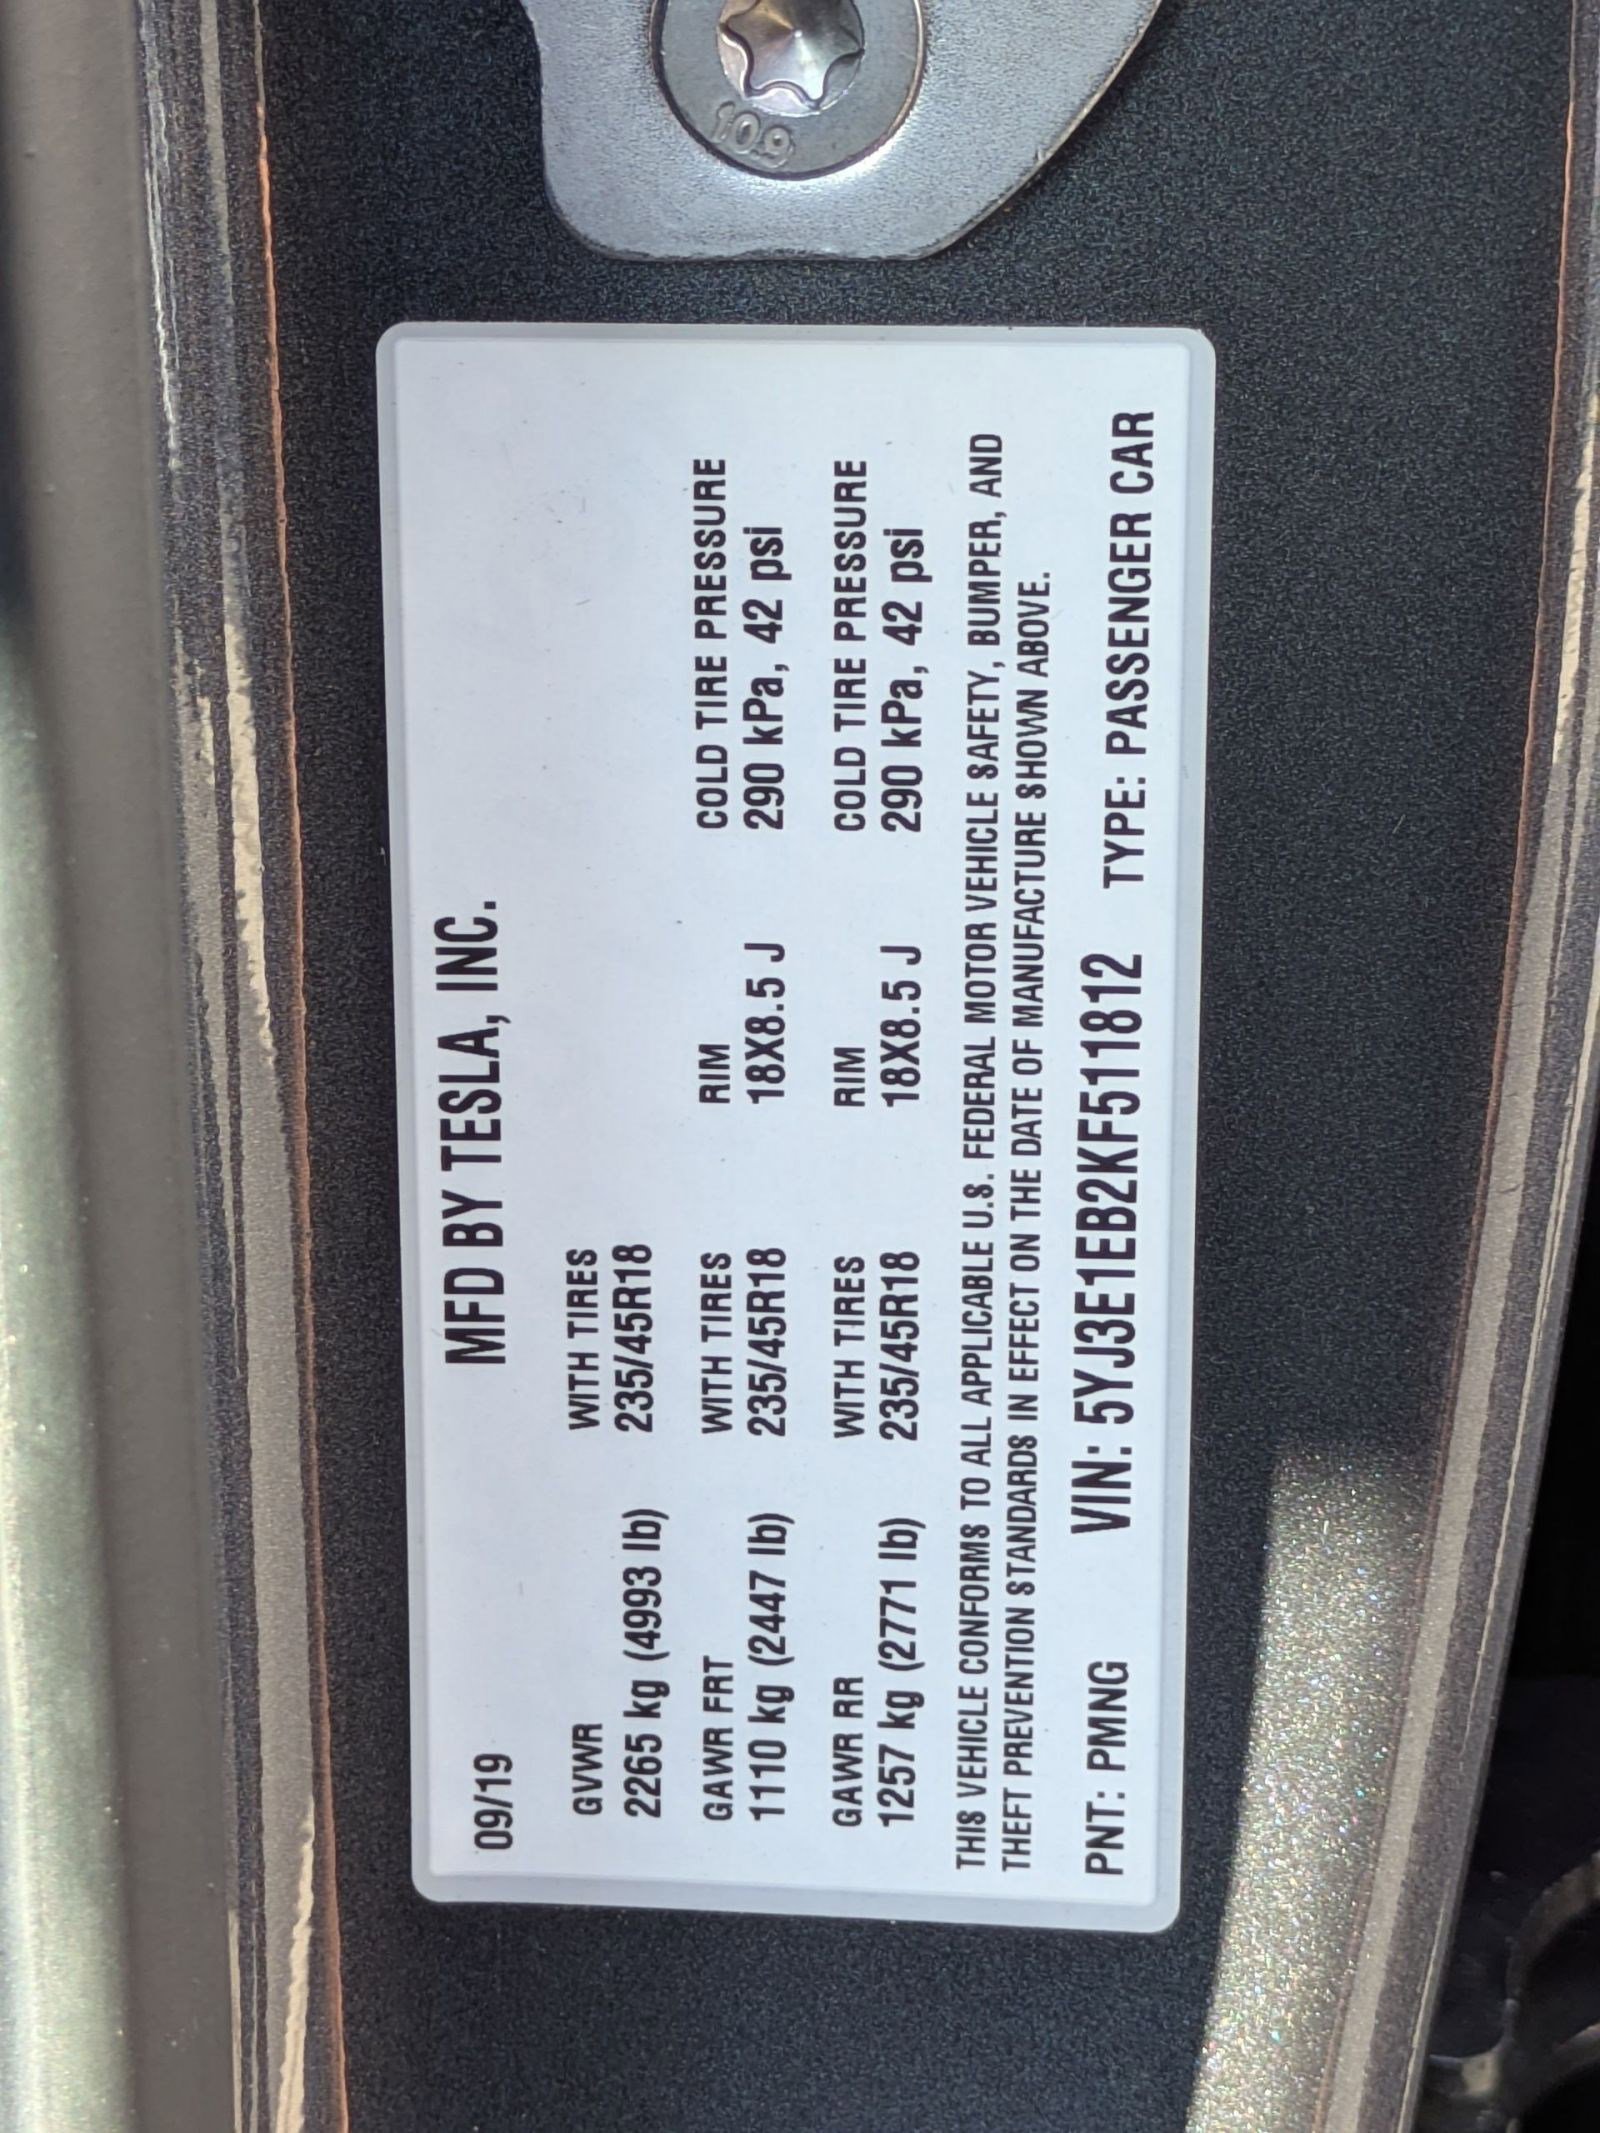 10.9
09/19 MFD BY TESLA, INC.
GVWR WITH TIRES
2265 kg (4993 lb) 235/45R18
GAWR FRT WITH TIRES RIM COLD TIRE PRESSURE
1110 kg (2447 lb) 235/45R18 18X8.5 J 290 kPa, 42 psi
GAWR RR WITH TIRES RIM COLD TIRE PRESSURE
1257 kg (2771 lb) 235/45R18 18X8.5 J 290 kPa, 42 psi
THIS VEHICLE CONFORMS TO ALL APPLICABLE U.S. FEDERAL MOTOR VEHICLE SAFETY, BUMPER, AND
THEFT PREVENTION STANDARDS IN EFFECT ON THE DATE OF MANUFACTURE SHOWN ABOVE.
PNT: PMNG VIN: 5YJ3E1EB2KF511812 TYPE: PASSENGER CAR